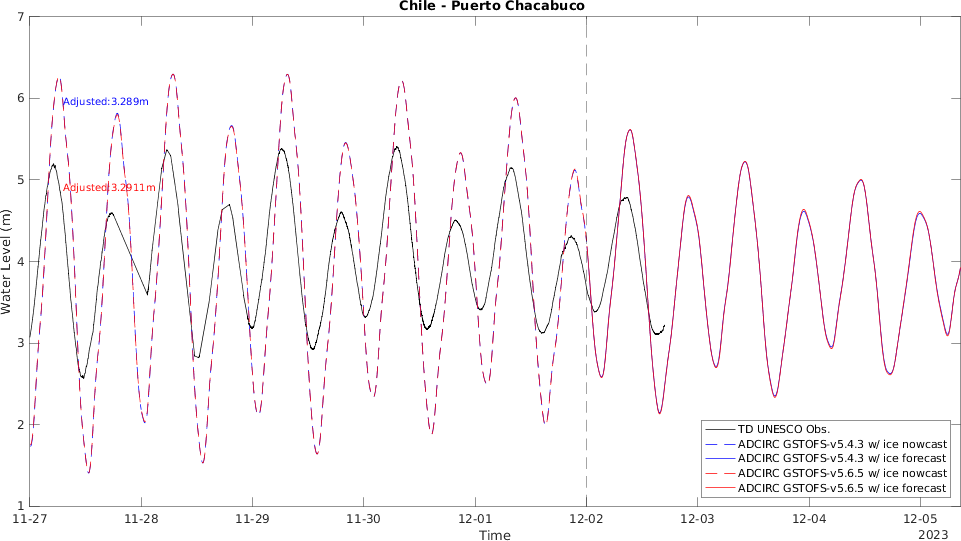 Chile - Puerto Chacabuco
7
6
5
4
3
2
1
Water Level (m)
Adjusted:3.289m
Adjusted:3.2911m
TD UNESCO Obs.
ADCIRC GSTOFS-v5.4.3 w/ ice nowcast
ADCIRC GSTOFS-v5.4.3 w/ ice forecast
ADCIRC GSTOFS-v5.6.5 w/ ice nowcast
ADCIRC GSTOFS-v5.6.5 w/ ice forecast
11-27 11-28 11-29 11-30 12-01 12-02 12-03 12-04 12-05
Time
2023